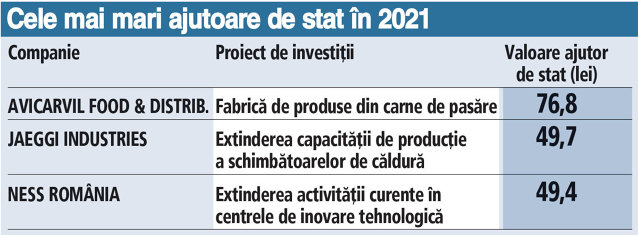 Cele mai mari ajutoare de stat în 2021
Companie Proiect de investiții Valoare ajutor
de stat (lei)
AVICARVIL FOOD & DISTRIB. Fabrică de produse din carne de pasăre 76,8
JAEGGI INDUSTRIES Extinderea capacității de producție 49,7
a schimbătoarelor de căldură
NESS ROMÂNIA Extinderea activității curente în 49,4
centrele de inovare tehnologică